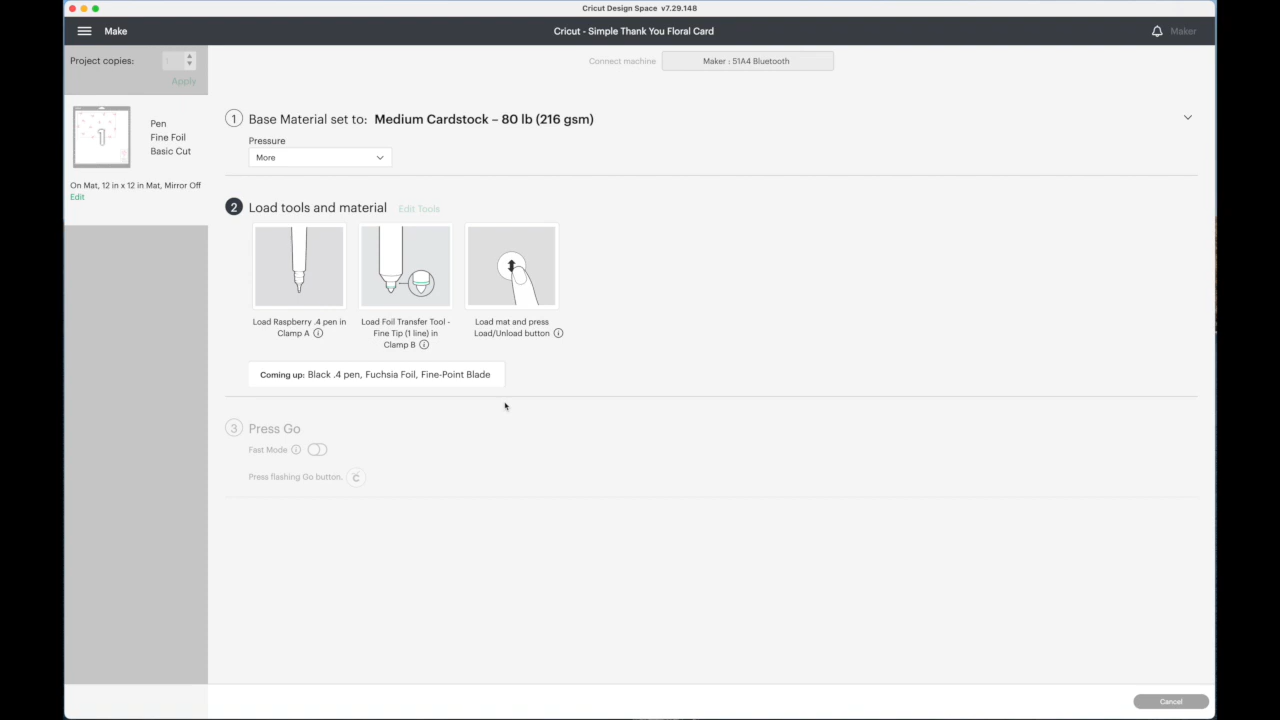 Cricut Design Space v7.29.148
Make
Cricut - Simple Thank You Floral Card
Maker
Project copies:
1
Apply
Connect machine
Maker : 51A4 Bluetooth
1
Pen
Fine Foil
Basic Cut
On Mat, 12 in x 12 in Mat, Mirror Off
Edit
1 Base Material set to: Medium Cardstock – 80 lb (216 gsm)
Pressure
More
2 Load tools and material Edit Tools
Load Raspberry .4 pen in
Clamp A
Load Foil Transfer Tool -
Fine Tip (1 line) in
Clamp B
Load mat and press
Load/Unload button
Coming up: Black .4 pen, Fuchsia Foil, Fine-Point Blade
3 Press Go
Fast Mode
Press flashing Go button.
Cancel